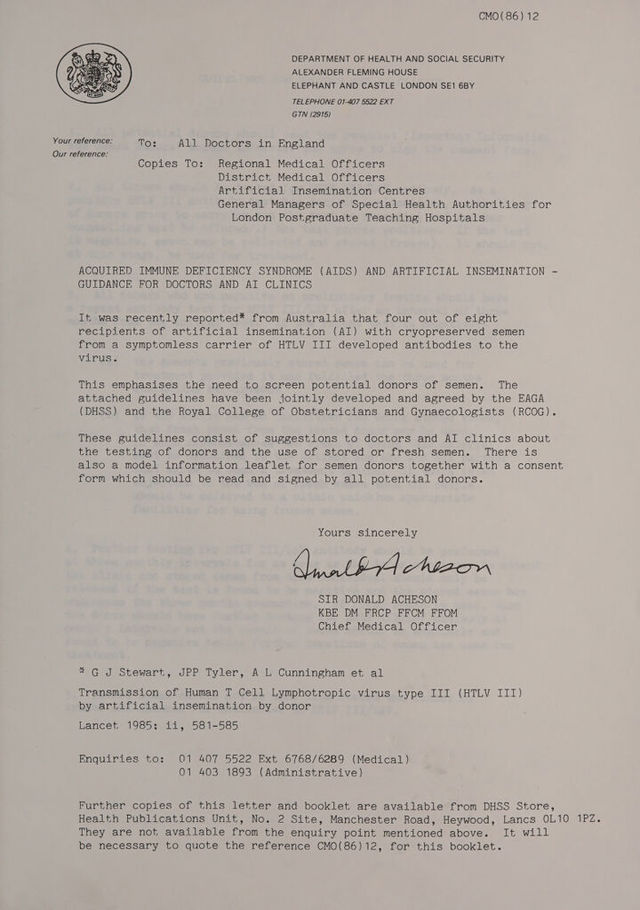 CMO(86)12
DEPARTMENT OF HEALTH AND SOCIAL SECURITY
ALEXANDER FLEMING HOUSE
ELEPHANT AND CASTLE LONDON SE1 6BY
TELEPHONE 01-407 5522 EXT
GTN (2915)
Your reference:
Our reference:
To: All Doctors in England
Copies To: Regional Medical Officers
District Medical Officers
Artificial Insemination Centres
General Managers of Special Health Authorities for
London Postgraduate Teaching Hospitals
ACQUIRED IMMUNE DEFICIENCY SYNDROME (AIDS) AND ARTIFICIAL INSEMINATION -
GUIDANCE FOR DOCTORS AND AI CLINICS
It was recently reported* from Australia that four out of eight
recipients of artificial insemination (AI) with cryopreserved semen
from a symptomless carrier of HTLV III developed antibodies to the
virus.
This emphasises the need to screen potential donors of semen. The
attached guidelines have been jointly developed and agreed by the EAGA
(DHSS) and the Royal College of Obstetricians and Gynaecologists (RCOG).
These guidelines consist of suggestions to doctors and AI clinics about
the testing of donors and the use of stored or fresh semen. There is
also a model information leaflet for semen donors together with a consent
form which should be read and signed by all potential donors.
Yours sincerely
Donald Acheson
SIR DONALD ACHESON
KBE DM FRCP FFCM FFOM
Chief Medical Officer
* G J Stewart, JPP Tyler, A L Cunningham et al
Transmission of Human T Cell Lymphotropic virus type III (HTLV III)
by artificial insemination by donor
Lancet 1985: ii, 581-585
Enquiries to: 01 407 5522 Ext 6768/6289 (Medical)
01 403 1893 (Administrative)
Further copies of this letter and booklet are available from DHSS Store,
Health Publications Unit, No. 2 Site, Manchester Road, Heywood, Lancs OL10 1PZ.
They are not available from the enquiry point mentioned above. It will
be necessary to quote the reference CMO(86)12, for this booklet.